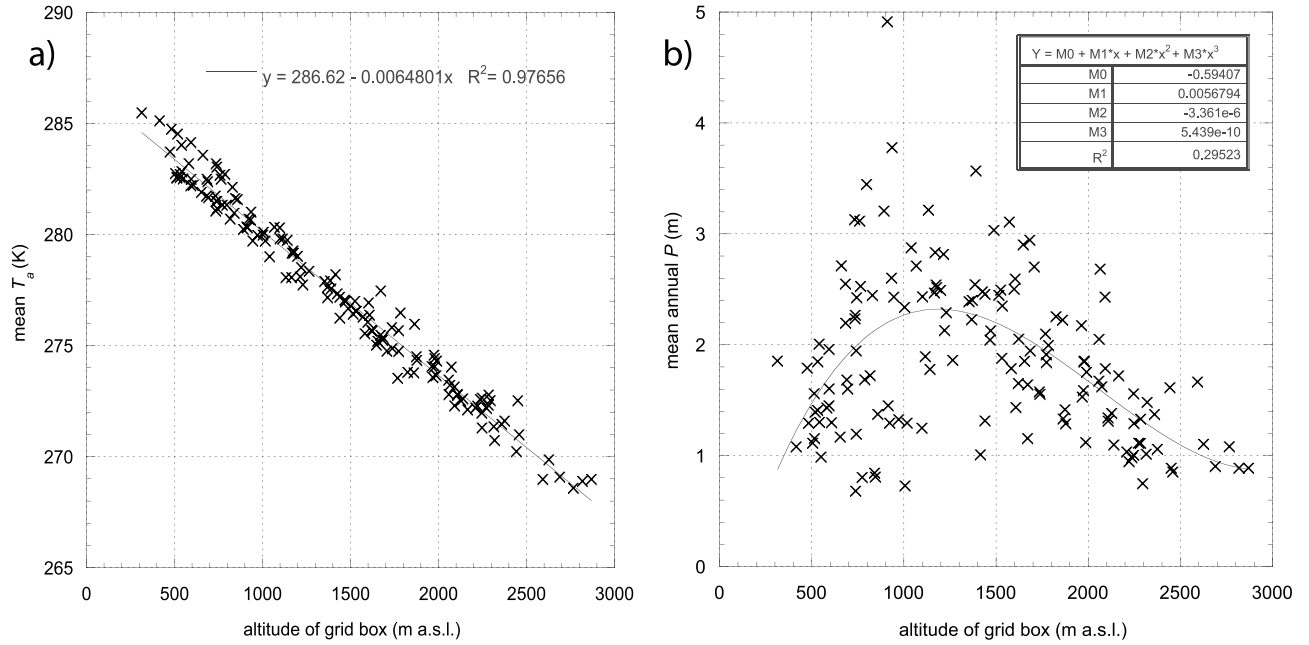 a)
y = 286.62 - 0.0064801x R²= 0.97656
290
285
280
275
270
265
mean Tₐ (K)
0 500 1000 1500 2000 2500 3000
altitude of grid box (m a.s.l.)
b)
Y = M0 + M1*x + M2*x² + M3*x³
M0 -0.59407
M1 0.0056794
M2 -3.361e-6
M3 5.439e-10
R² 0.29523
5
4
3
2
1
0
mean annual P (m)
0 500 1000 1500 2000 2500 3000
altitude of grid box (m a.s.l.)